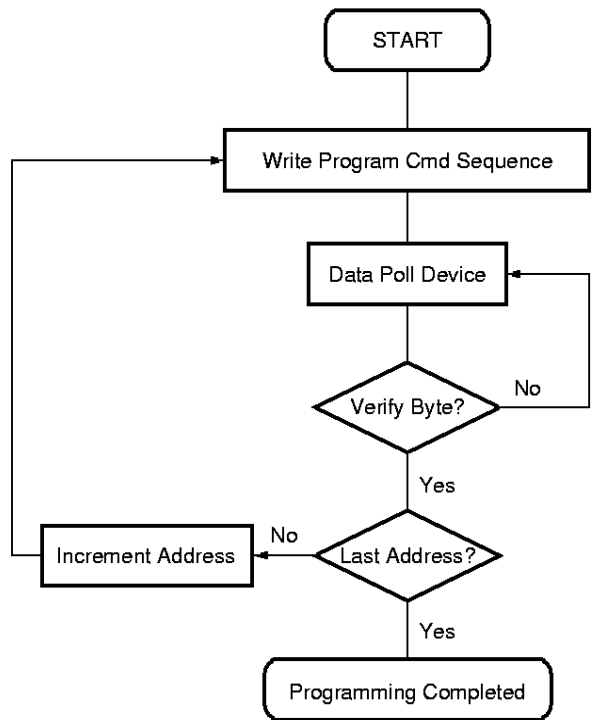 START
Write Program Cmd Sequence
Data Poll Device
No
Verify Byte?
Yes
No
Increment Address
Last Address?
Yes
Programming Completed